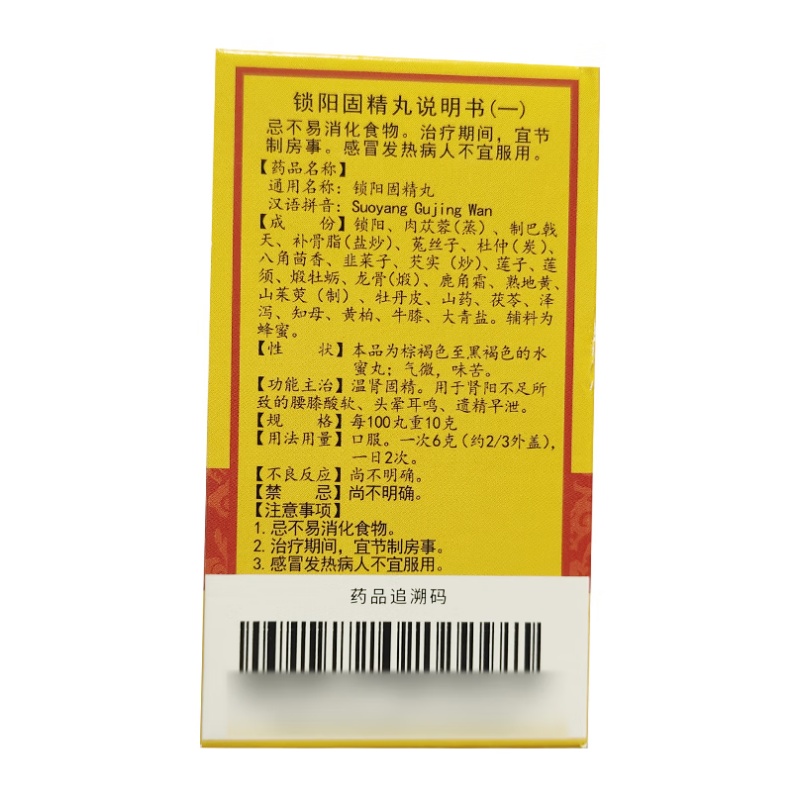 锁阳固精丸说明书(一)
忌不易消化食物。治疗期间，宜节
制房事。感冒发热病人不宜服用。
【药品名称】
通用名称：锁阳固精丸
汉语拼音：Suoyang Gujing Wan
【成　　份】锁阳、肉苁蓉(蒸)、制巴戟
天、补骨脂(盐炒)、菟丝子、杜仲(炭)、
八角茴香、韭菜子、芡实（炒)、莲子、莲
须、煅牡蛎、龙骨(煅)、鹿角霜、熟地黄、
山茱萸（制）、牡丹皮、山药、茯苓、泽
泻、知母、黄柏、牛膝、大青盐。辅料为
蜂蜜。
【性　　状】本品为棕褐色至黑褐色的水
蜜丸；气微，味苦。
【功能主治】温肾固精。用于肾阳不足所
致的腰膝酸软、头晕耳鸣、遗精早泄。
【规　　格】每100丸重10克
【用法用量】口服。一次6克(约2/3外盖)，
一日2次。
【不良反应】尚不明确。
【禁　　忌】尚不明确。
【注意事项】
1.忌不易消化食物。
2.治疗期间，宜节制房事。
3.感冒发热病人不宜服用。
药品追溯码